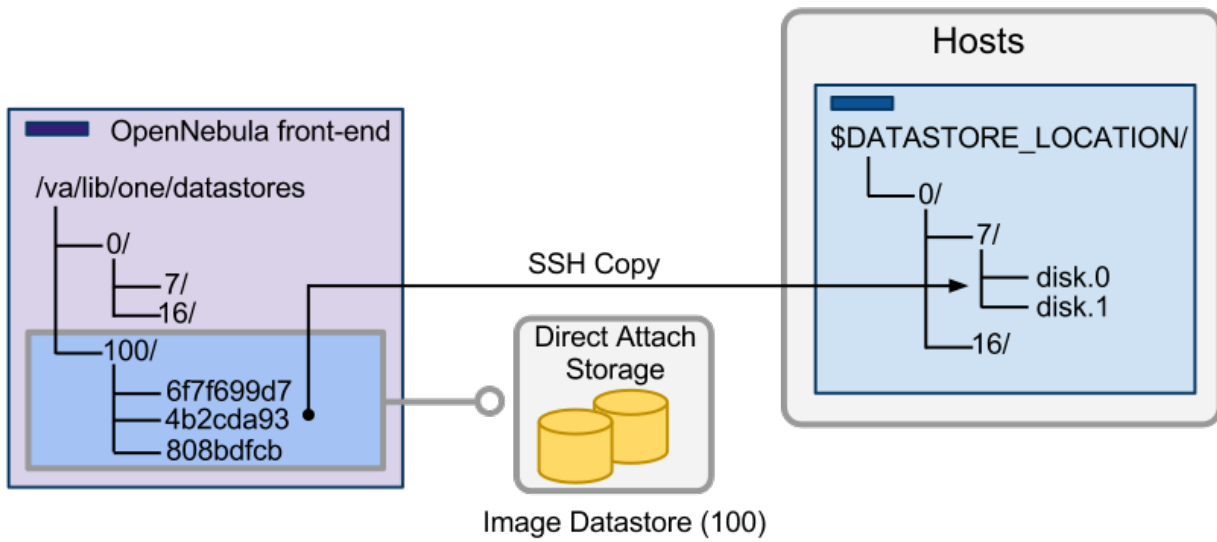 Hosts
OpenNebula front-end
/va/lib/one/datastores
0/
7/
16/
100/
6f7f699d7
4b2cda93
808bdfcb
SSH Copy
Direct Attach
Storage
Image Datastore (100)
$DATASTORE_LOCATION/
0/
7/
disk.0
disk.1
16/